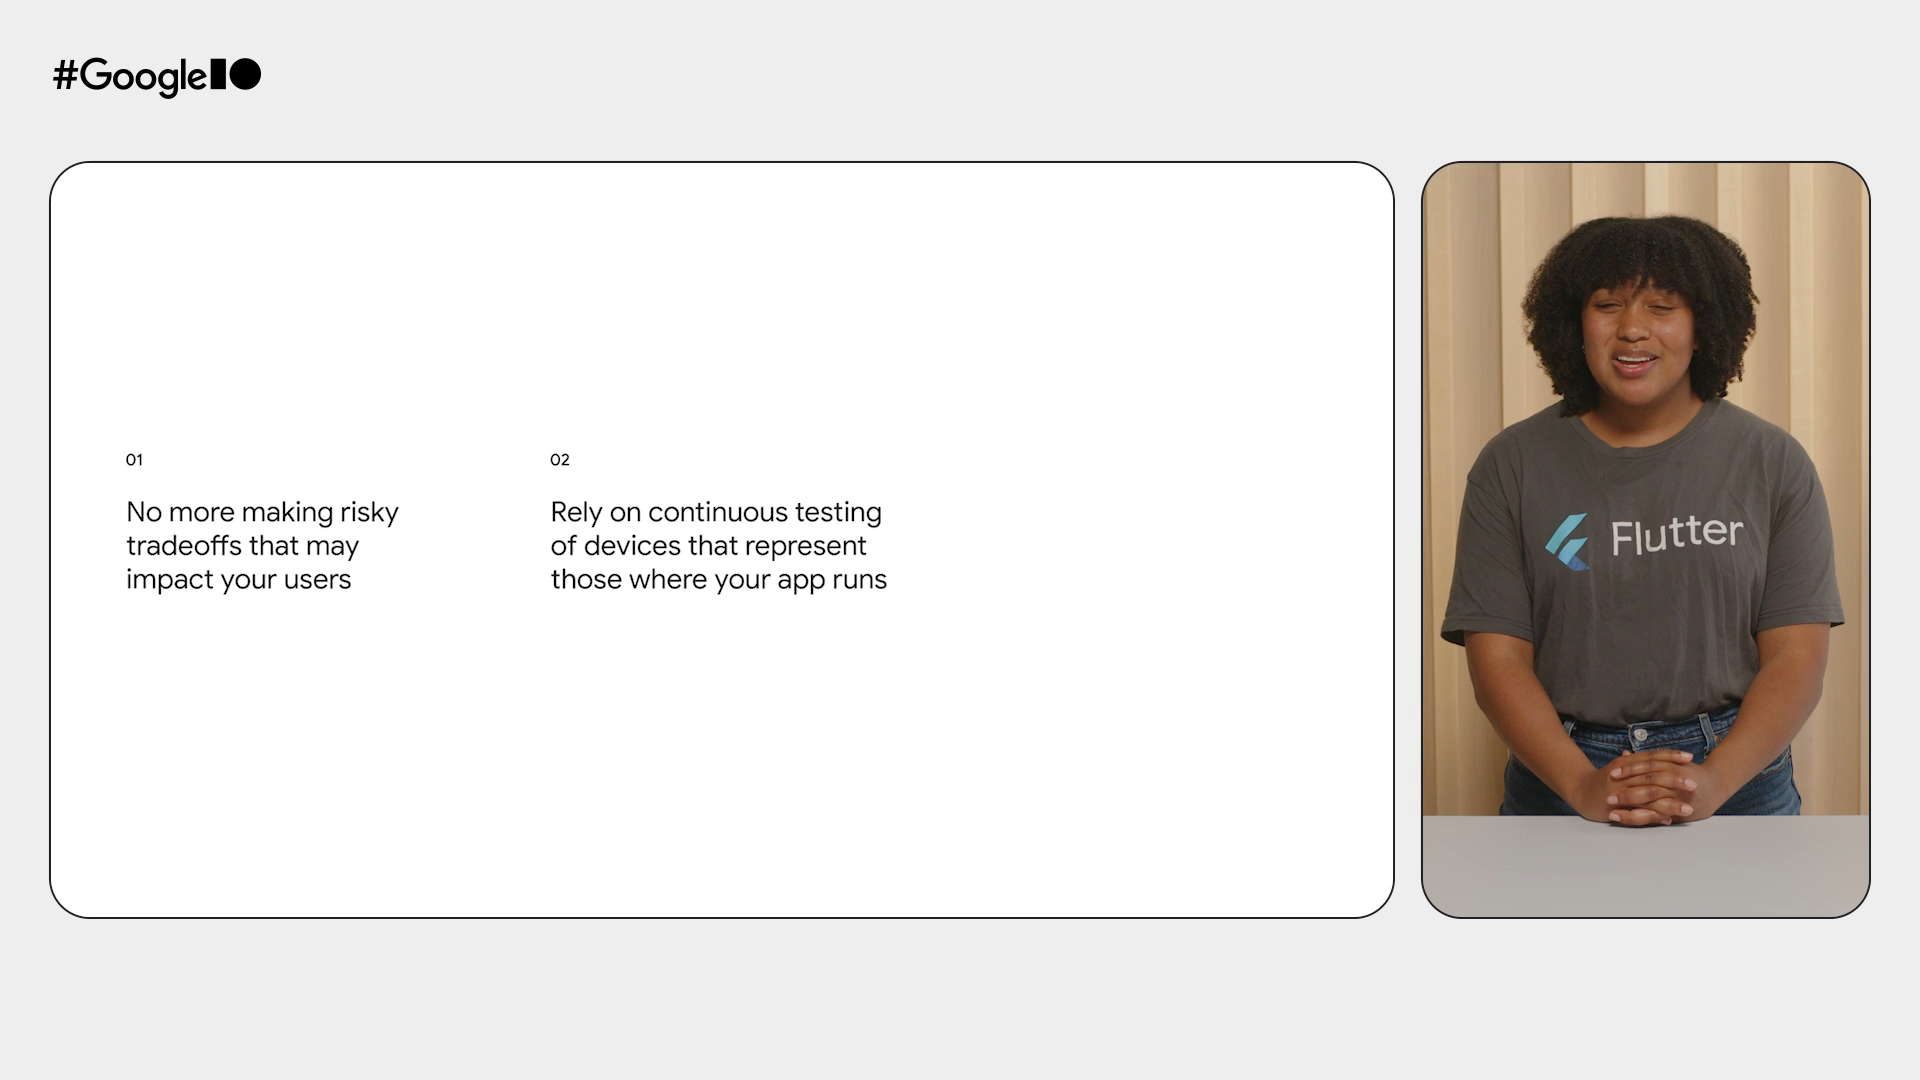 #GoogleIO
01
No more making risky
tradeoffs that may
impact your users
02
Rely on continuous testing
of devices that represent
those where your app runs
Flutter